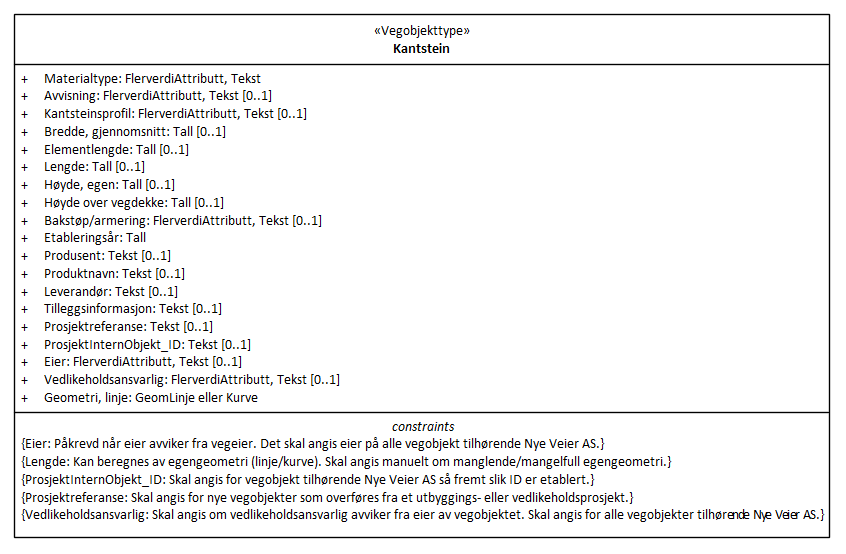 «Vegobjekttype»
Kantstein
+ Materialtype: FlerverdiAttributt, Tekst
+ Avvisning: FlerverdiAttributt, Tekst [0..1]
+ Kantsteinsprofil: FlerverdiAttributt, Tekst [0..1]
+ Bredde, gjennomsnitt: Tall [0..1]
+ Elementlengde: Tall [0..1]
+ Lengde: Tall [0..1]
+ Høyde, egen: Tall [0..1]
+ Høyde over vegdekke: Tall [0..1]
+ Bakstøp/armering: FlerverdiAttributt, Tekst [0..1]
+ Etableringsår: Tall
+ Produsent: Tekst [0..1]
+ Produktnavn: Tekst [0..1]
+ Leverandør: Tekst [0..1]
+ Tilleggsinformasjon: Tekst [0..1]
+ Prosjektreferanse: Tekst [0..1]
+ ProsjektInternObjekt_ID: Tekst [0..1]
+ Eier: FlerverdiAttributt, Tekst [0..1]
+ Vedlikeholdsansvarlig: FlerverdiAttributt, Tekst [0..1]
+ Geometri, linje: GeomLinje eller Kurve
constraints
{Eier: Påkrevd når eier avviker fra vegeier. Det skal angis eier på alle vegobjekt tilhørende Nye Veier AS.}
{Lengde: Kan beregnes av egengeometri (linje/kurve). Skal angis manuelt om manglende/mangelfull egengeometri.}
{ProsjektInternObjekt_ID: Skal angis for vegobjekt tilhørende Nye Veier AS så fremt slik ID er etablert.}
{Prosjektreferanse: Skal angis for nye vegobjekter som overføres fra et utbyggings- eller vedlikeholdsprosjekt.}
{Vedlikeholdsansvarlig: Skal angis om vedlikeholdsansvarlig avviker fra eier av vegobjektet. Skal angis for alle vegobjekter tilhørende Nye Veier AS.}